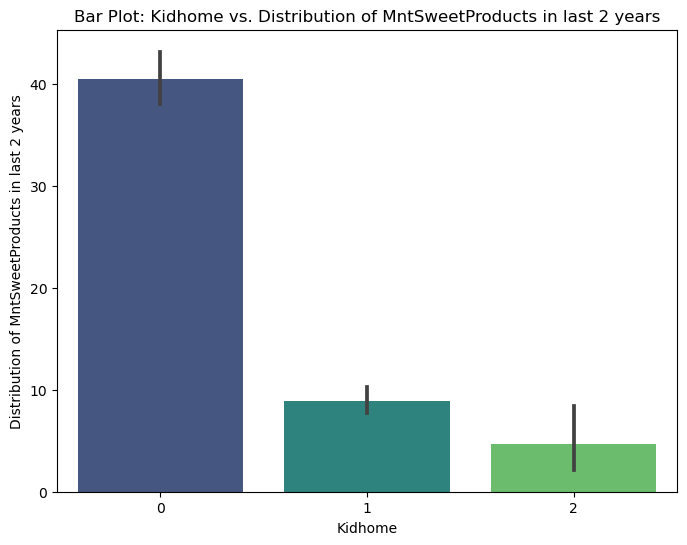 Bar Plot: Kidhome vs. Distribution of MntSweetProducts in last 2 years
Distribution of MntSweetProducts in last 2 years
40
30
20
10
0
0 1 2
Kidhome